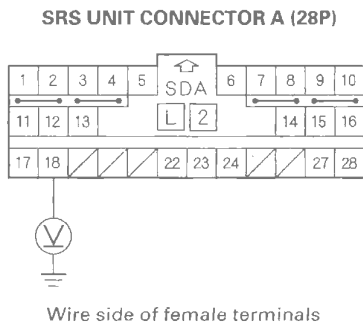 SRS UNIT CONNECTOR A (28P)
1 2 3 4 5 SDA 6 7 8 9 10
11 12 13 L 2 14 15 16
17 18 22 23 24 27 28
V
Wire side of female terminals